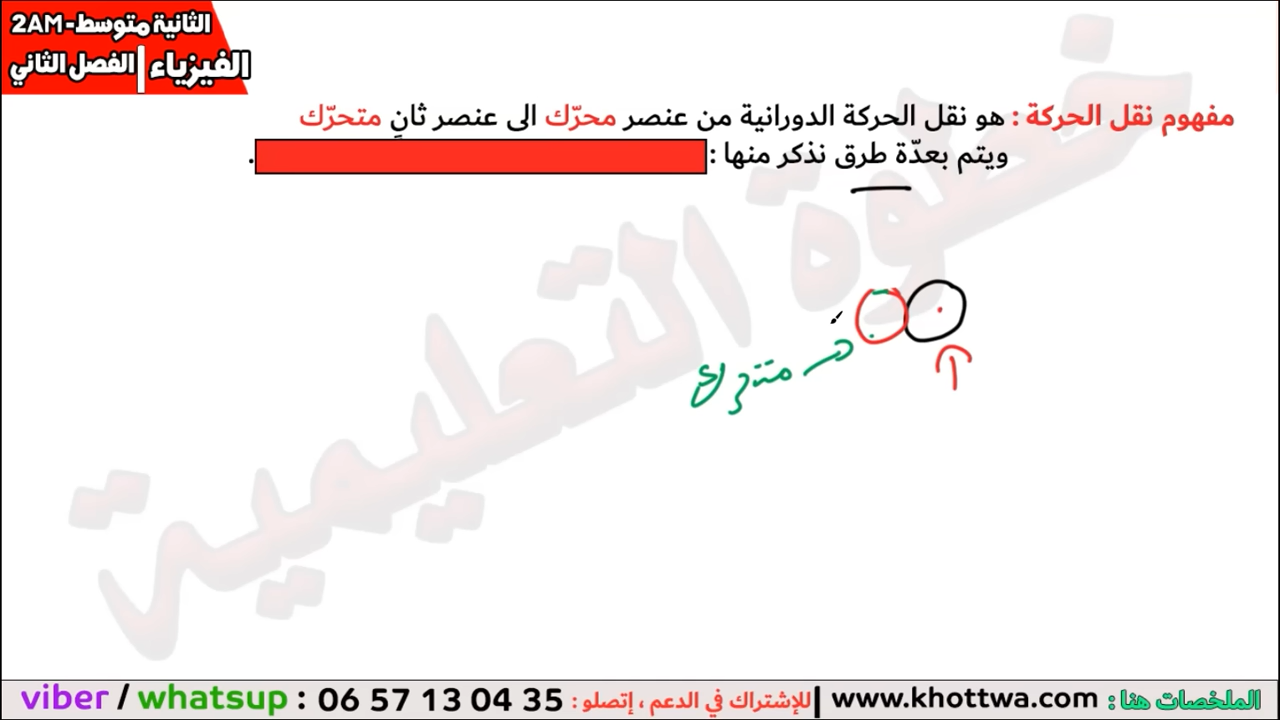 الثانية متوسط-2AM
الفيزياء | الفصل الثاني
مفهوم نقل الحركة : هو نقل الحركة الدورانية من عنصر محرّك الى عنصر ثانٍ متحرّك
ويتم بعدّة طرق نذكر منها : .
متحرك
خطوة التعليمية
الملخصات هنا : www.khottwa.com | للإشتراك في الدعم ، إتصلو : 06 57 13 04 35 : viber / whatsup